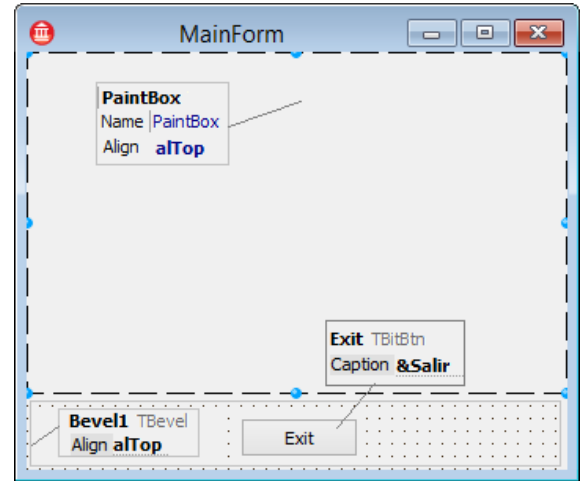 MainForm
PaintBox
Name PaintBox
Align alTop
Exit TBitBtn
Caption &Salir
Bevel1 TBevel
Align alTop
Exit